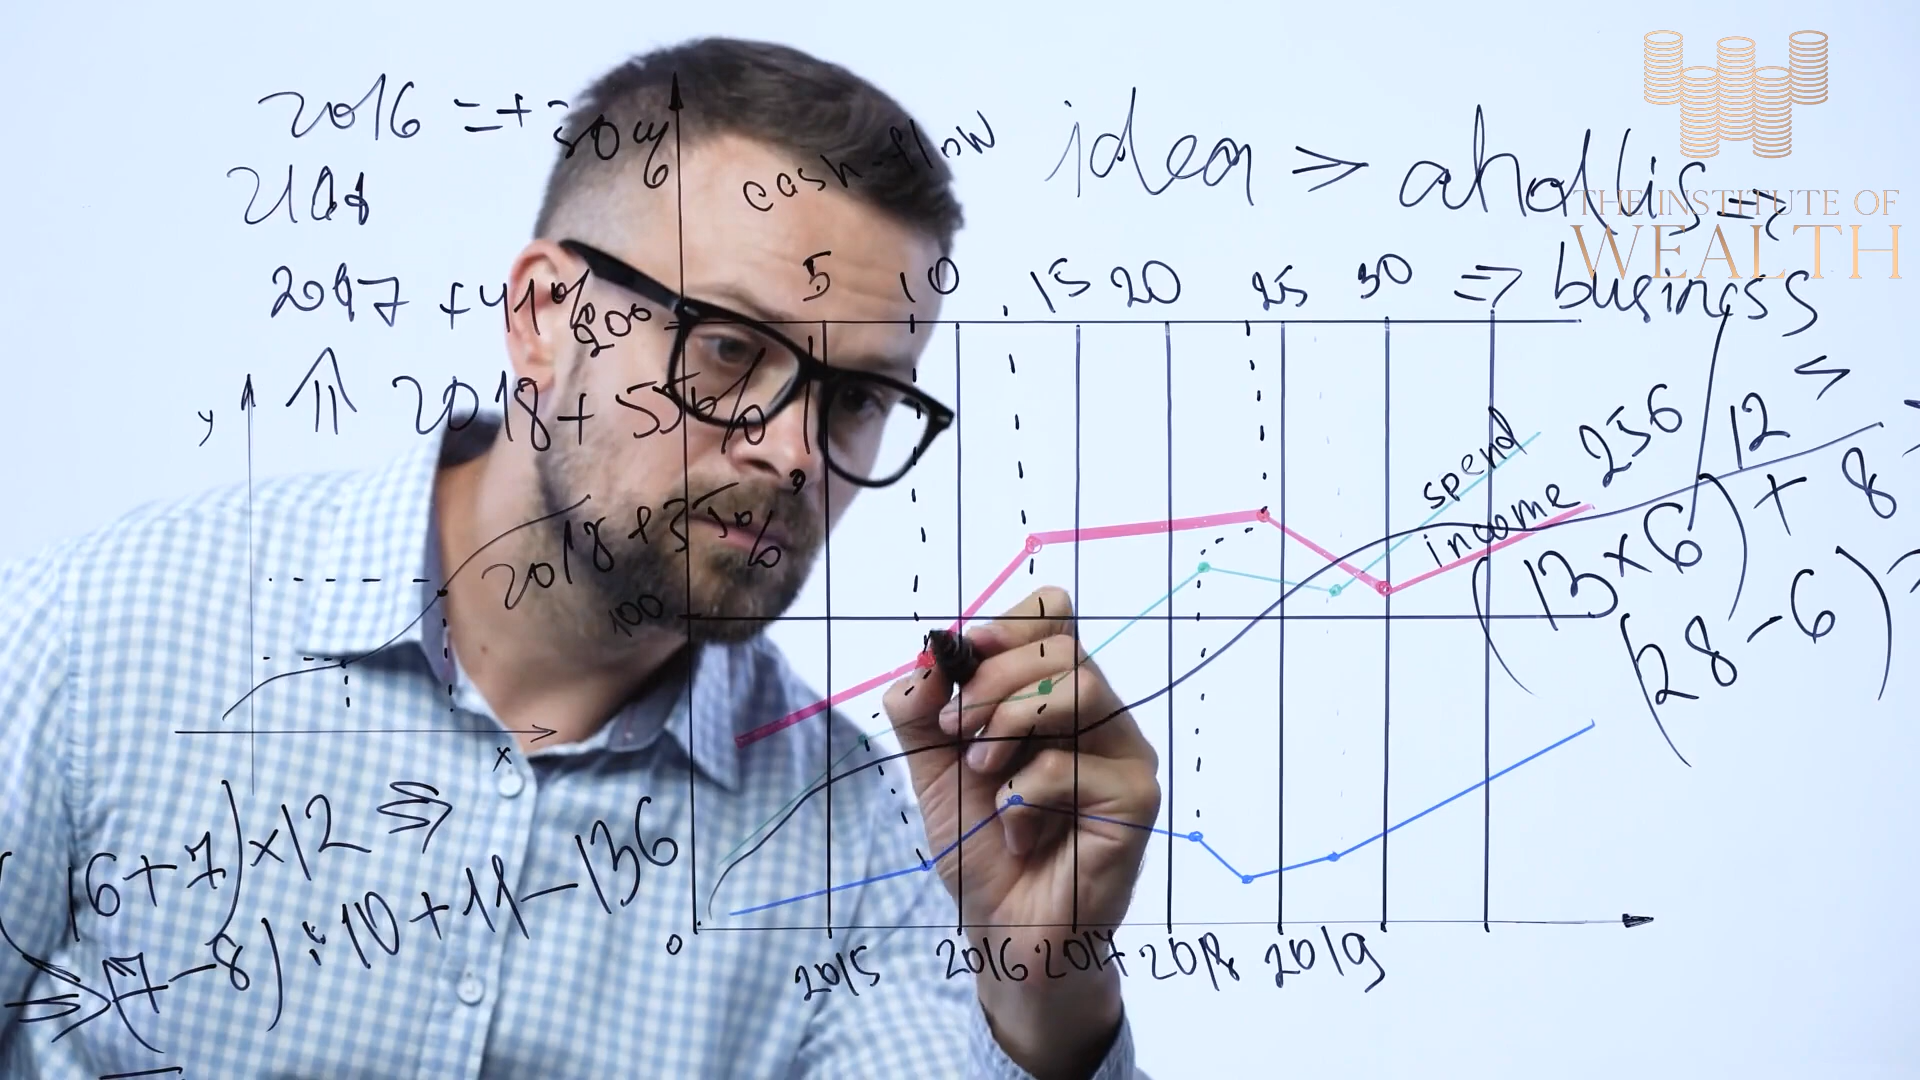 2016 = +30%
cash-flow
idea => analis =>
THE INSTITUTE OF
WEALTH
5 10 15 20 25 30 => business
2017 +41%
200
2018 + 55%
y
spend
income
256
12
(13×6) + 8
2018 + 35%
100
(28-6)
x
(16+7)×12
(7-8) ÷ 10+11-136
0
2015 2016 2017 2018 2019